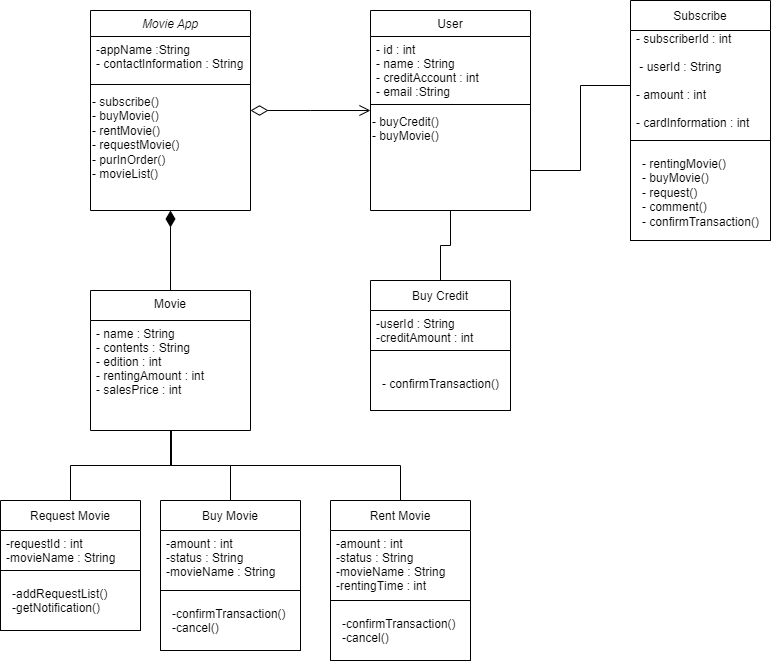 Movie App
-appName :String
- contactInformation : String
- subscribe()
- buyMovie()
- rentMovie()
- requestMovie()
- purInOrder()
- movieList()
User
- id : int
- name : String
- creditAccount : int
- email :String
- buyCredit()
- buyMovie()
Subscribe
- subscriberId : int
- userId : String
- amount : int
- cardInformation : int
- rentingMovie()
- buyMovie()
- request()
- comment()
- confirmTransaction()
Movie
- name : String
- contents : String
- edition : int
- rentingAmount : int
- salesPrice : int
Buy Credit
-userId : String
-creditAmount : int
- confirmTransaction()
Request Movie
-requestId : int
-movieName : String
-addRequestList()
-getNotification()
Buy Movie
-amount : int
-status : String
-movieName : String
-confirmTransaction()
-cancel()
Rent Movie
-amount : int
-status : String
-movieName : String
-rentingTime : int
-confirmTransaction()
-cancel()